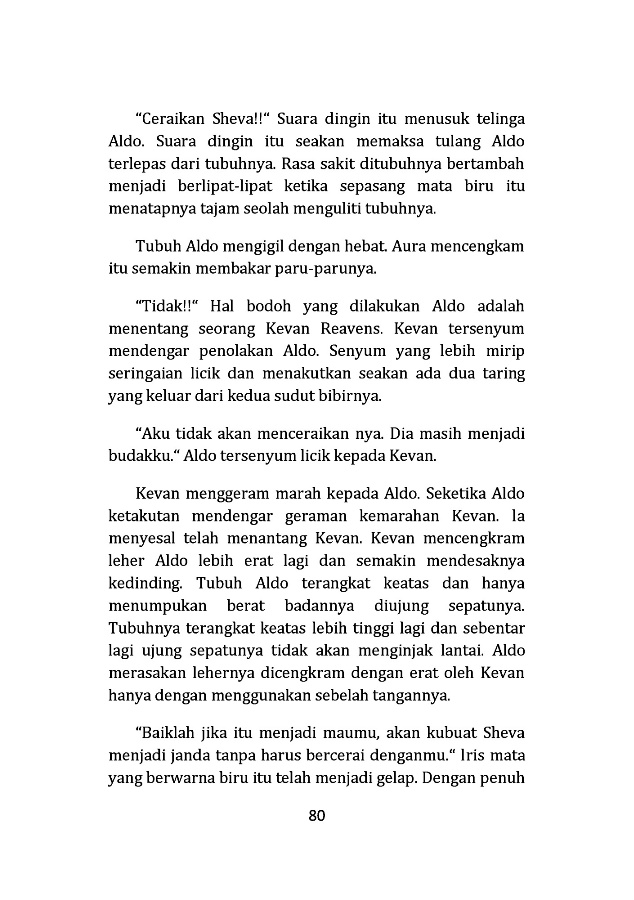 “Ceraikan Sheva!!“ Suara dingin itu menusuk telinga
Aldo. Suara dingin itu seakan memaksa tulang Aldo
terlepas dari tubuhnya. Rasa sakit ditubuhnya bertambah
menjadi berlipat-lipat ketika sepasang mata biru itu
menatapnya tajam seolah menguliti tubuhnya.
Tubuh Aldo mengigil dengan hebat. Aura mencengkam
itu semakin membakar paru-parunya.
“Tidak!!“ Hal bodoh yang dilakukan Aldo adalah
menentang seorang Kevan Reavens. Kevan tersenyum
mendengar penolakan Aldo. Senyum yang lebih mirip
seringaian licik dan menakutkan seakan ada dua taring
yang keluar dari kedua sudut bibirnya.
“Aku tidak akan menceraikan nya. Dia masih menjadi
budakku.“ Aldo tersenyum licik kepada Kevan.
Kevan menggeram marah kepada Aldo. Seketika Aldo
ketakutan mendengar geraman kemarahan Kevan. Ia
menyesal telah menantang Kevan. Kevan mencengkram
leher Aldo lebih erat lagi dan semakin mendesaknya
kedinding. Tubuh Aldo terangkat keatas dan hanya
menumpukan berat badannya diujung sepatunya.
Tubuhnya terangkat keatas lebih tinggi lagi dan sebentar
lagi ujung sepatunya tidak akan menginjak lantai. Aldo
merasakan lehernya dicengkram dengan erat oleh Kevan
hanya dengan menggunakan sebelah tangannya.
“Baiklah jika itu menjadi maumu, akan kubuat Sheva
menjadi janda tanpa harus bercerai denganmu.“ Iris mata
yang berwarna biru itu telah menjadi gelap. Dengan penuh
80